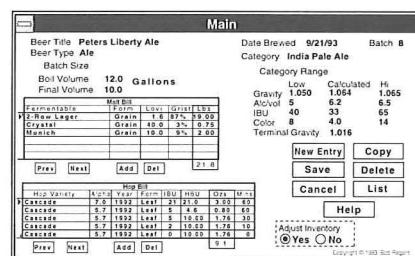 Main
Beer Title Peters Liberty Ale
Beer Type Ale
Batch Size
Boil Volume 12.0 Gallons
Final Volume 10.0
Date Brewed 9/21/93 Batch 8
Category India Pale Ale
Category Range
Low Calculated Hi
Gravity 1.050 1.064 1.065
Alc/vol 5 6.2 6.5
IBU 40 33 65
Color 8 4.0 14
Terminal Gravity 1.016
Malt Bill
Fermentable Form Lovi Grist Lbs
2-Row Lager Grain 1.6 87% 19.00
Crystal Grain 40.0 3% 0.75
Munich Grain 10.0 9% 2.00
Prev Next Add Del 21.8
Hop Bill
Hop Variety Alpha Year Form IBU HBU Ozs Mins
Cascade 7.0 1992 Leaf 21 21.0 3.00 60
Cascade 5.7 1992 Leaf 5 4.6 0.80 60
Cascade 5.7 1992 Leaf 5 10.00 1.76 30
Cascade 5.7 1992 Leaf 2 10.00 1.76 10
Cascade 5.7 1992 Leaf 0 10.00 1.76 0
Prev Next Add Del 9.1
New Entry Copy
Save Delete
Cancel List
Help
Adjust Inventory
Yes No
Copyright © 1993, Bob Regent